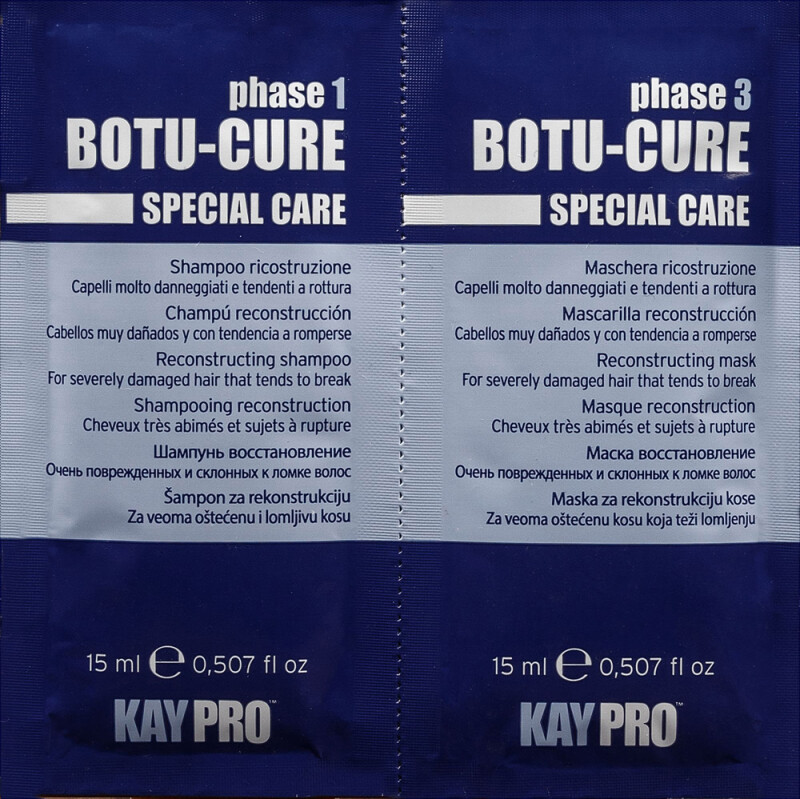 phase 1
BOTU-CURE
SPECIAL CARE
Shampoo ricostruzione
Capelli molto danneggiati e tendenti a rottura
Champú reconstrucción
Cabellos muy dañados y con tendencia a romperse
Reconstructing shampoo
For severely damaged hair that tends to break
Shampooing reconstruction
Cheveux très abimés et sujets à rupture
Шампунь восстановление
Очень поврежденных и склонных к ломке волос
Šampon za rekonstrukciju
Za veoma oštećenu i lomljivu kosu
15 ml ℮ 0,507 fl oz
KAYPRO™
phase 3
BOTU-CURE
SPECIAL CARE
Maschera ricostruzione
Capelli molto danneggiati e tendenti a rottura
Mascarilla reconstrucción
Cabellos muy dañados y con tendencia a romperse
Reconstructing mask
For severely damaged hair that tends to break
Masque reconstruction
Cheveux très abimés et sujets à rupture
Маска восстановление
Очень поврежденных и склонных к ломке волос
Maska za rekonstrukciju kose
Za veoma oštećenu kosu koja teži lomljenju
15 ml ℮ 0,507 fl oz
KAYPRO™